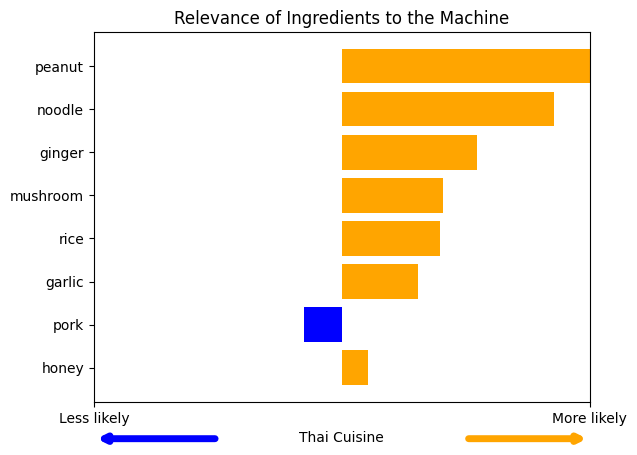 Relevance of Ingredients to the Machine
peanut
noodle
ginger
mushroom
rice
garlic
pork
honey
Less likely
More likely
Thai Cuisine